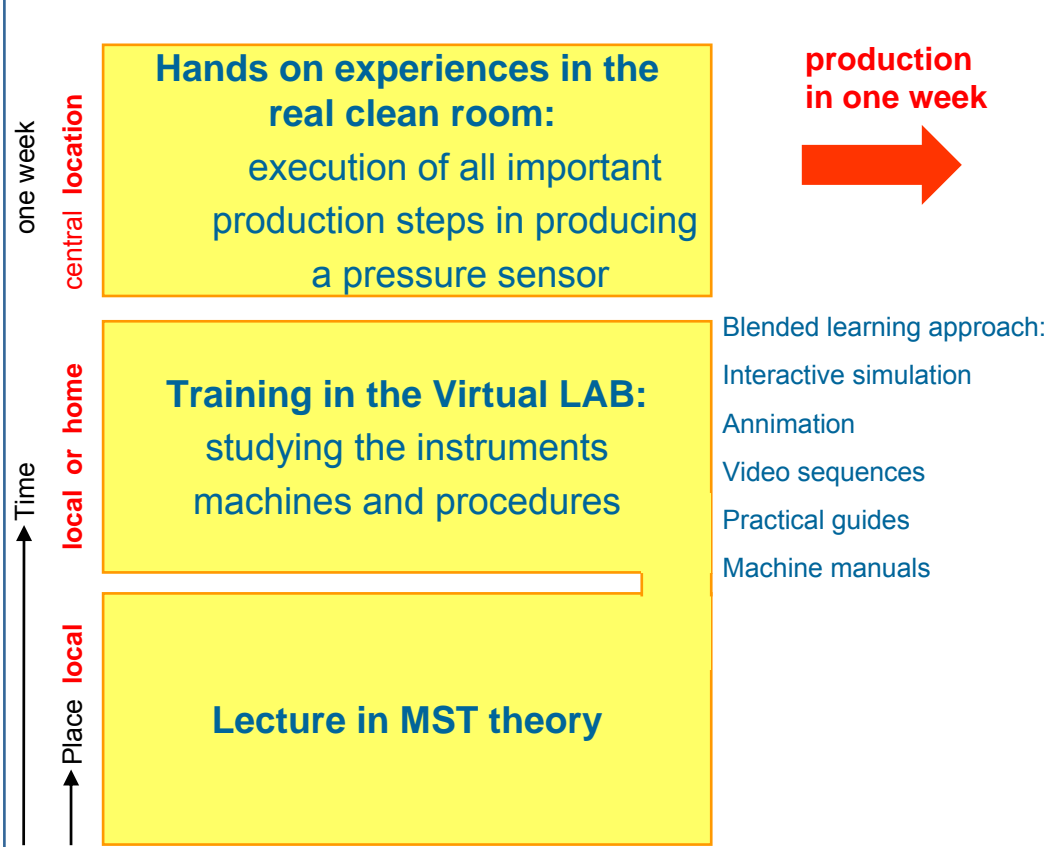 one week
central location
Hands on experiences in the
real clean room:
execution of all important
production steps in producing
a pressure sensor
production
in one week
Time
local or home
Training in the Virtual LAB:
studying the instruments
machines and procedures
Blended learning approach:
Interactive simulation
Annimation
Video sequences
Practical guides
Machine manuals
Place local
Lecture in MST theory